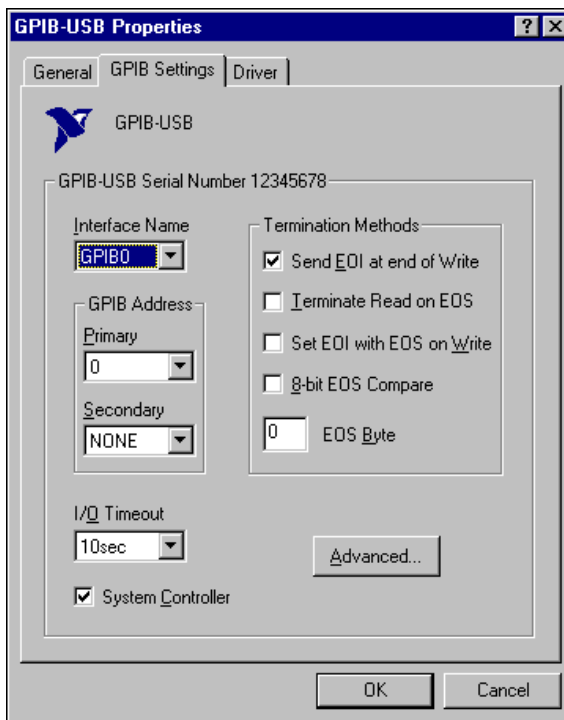 GPIB-USB Properties
General
GPIB Settings
Driver
GPIB-USB
GPIB-USB Serial Number 12345678
Interface Name
GPIB0
GPIB Address
Primary
0
Secondary
NONE
Termination Methods
Send EOI at end of Write
Terminate Read on EOS
Set EOI with EOS on Write
8-bit EOS Compare
0 EOS Byte
I/O Timeout
10sec
Advanced...
System Controller
OK
Cancel